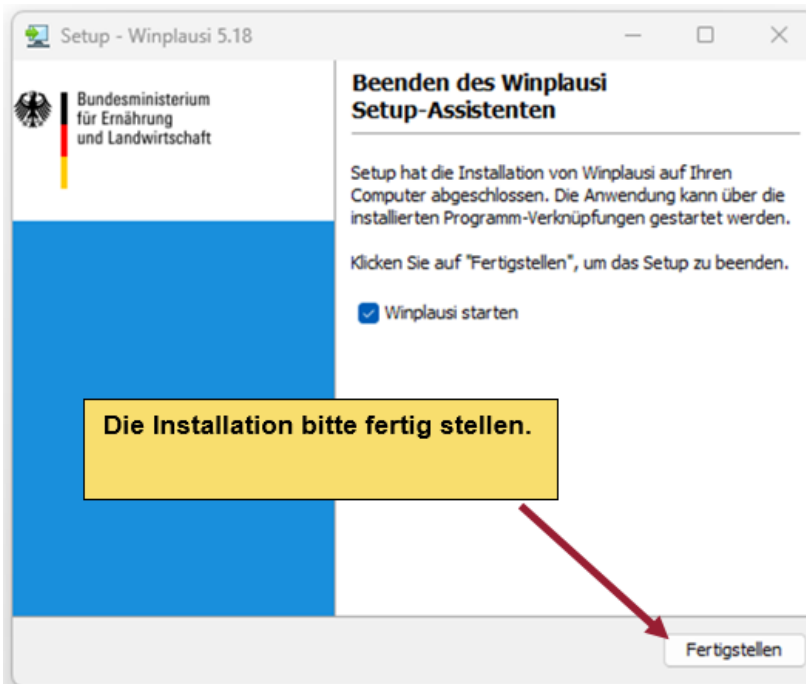 Setup - Winplausi 5.18
Bundesministerium
für Ernährung
und Landwirtschaft
Beenden des Winplausi
Setup-Assistenten
Setup hat die Installation von Winplausi auf Ihren
Computer abgeschlossen. Die Anwendung kann über die
installierten Programm-Verknüpfungen gestartet werden.
Klicken Sie auf "Fertigstellen", um das Setup zu beenden.
Winplausi starten
Die Installation bitte fertig stellen.
Fertigstellen